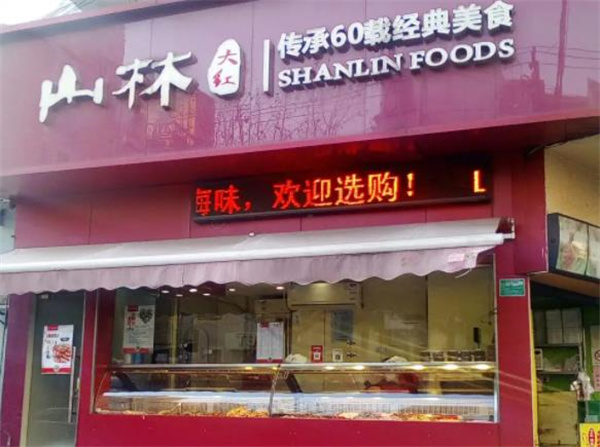 山林
大红
传承60载经典美食
SHANLIN FOODS
海味，欢迎选购！ L